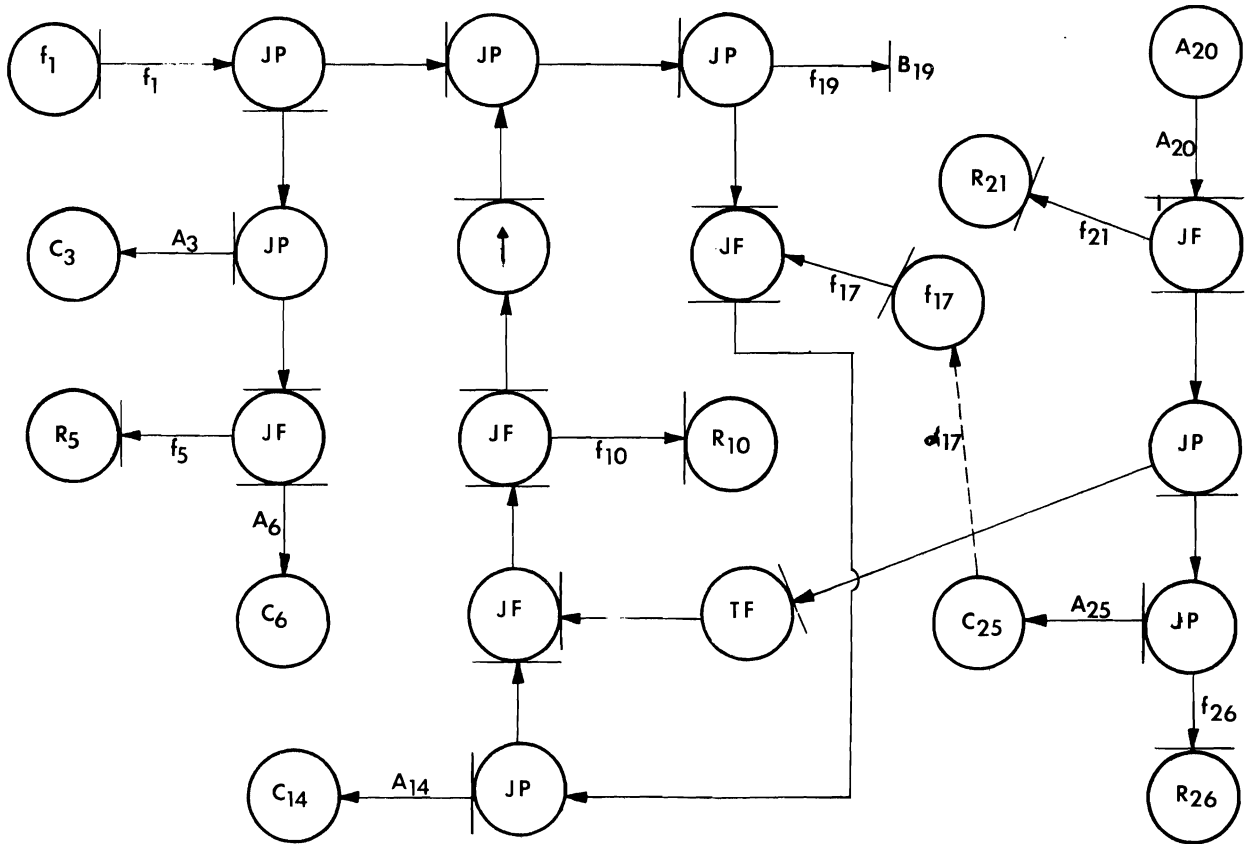 f1 f1 JP JP JP f19 B19 A20
A20
R21 f21 JF
C3 A3 JP ↑ JF f17 f17
R5 f5 JF JF f10 R10 α17 JP
A6
C6 JF TF C25 A25 JP
f26
C14 A14 JP R26